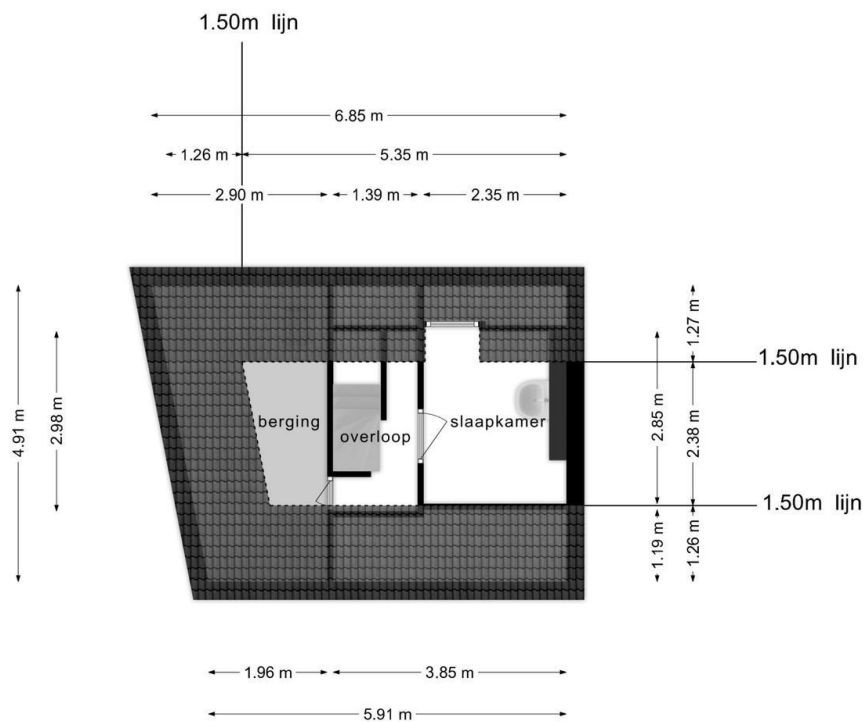 1.50m lijn
6.85 m
1.26 m
5.35 m
2.90 m
1.39 m
2.35 m
1.27 m
1.50m lijn
4.91 m
2.98 m
berging
overloop
slaapkamer
2.85 m
2.38 m
1.50m lijn
1.19 m
1.26 m
1.96 m
3.85 m
5.91 m